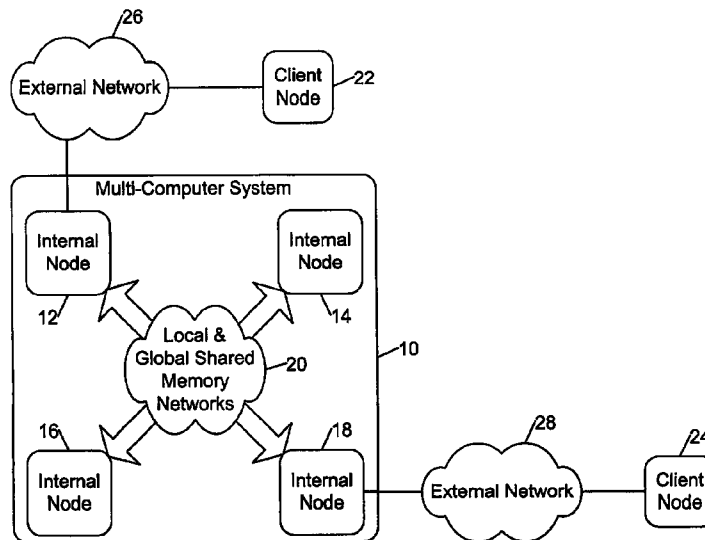 26
External Network
Client
Node
22
Multi-Computer System
Internal
Node
12
Internal
Node
14
Local &
Global Shared
Memory
Networks
20
10
16
Internal
Node
18
Internal
Node
28
External Network
24
Client
Node